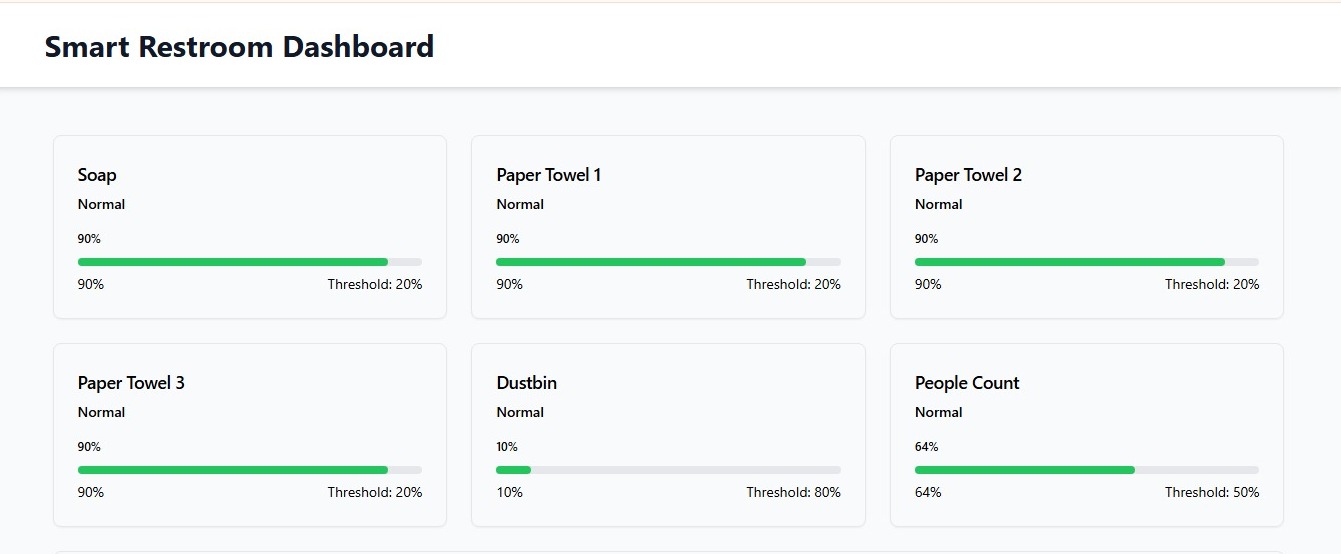 Smart Restroom Dashboard
Soap
Normal
90%
90% Threshold: 20%
Paper Towel 1
Normal
90%
90% Threshold: 20%
Paper Towel 2
Normal
90%
90% Threshold: 20%
Paper Towel 3
Normal
90%
90% Threshold: 20%
Dustbin
Normal
10%
10% Threshold: 80%
People Count
Normal
64%
64% Threshold: 50%